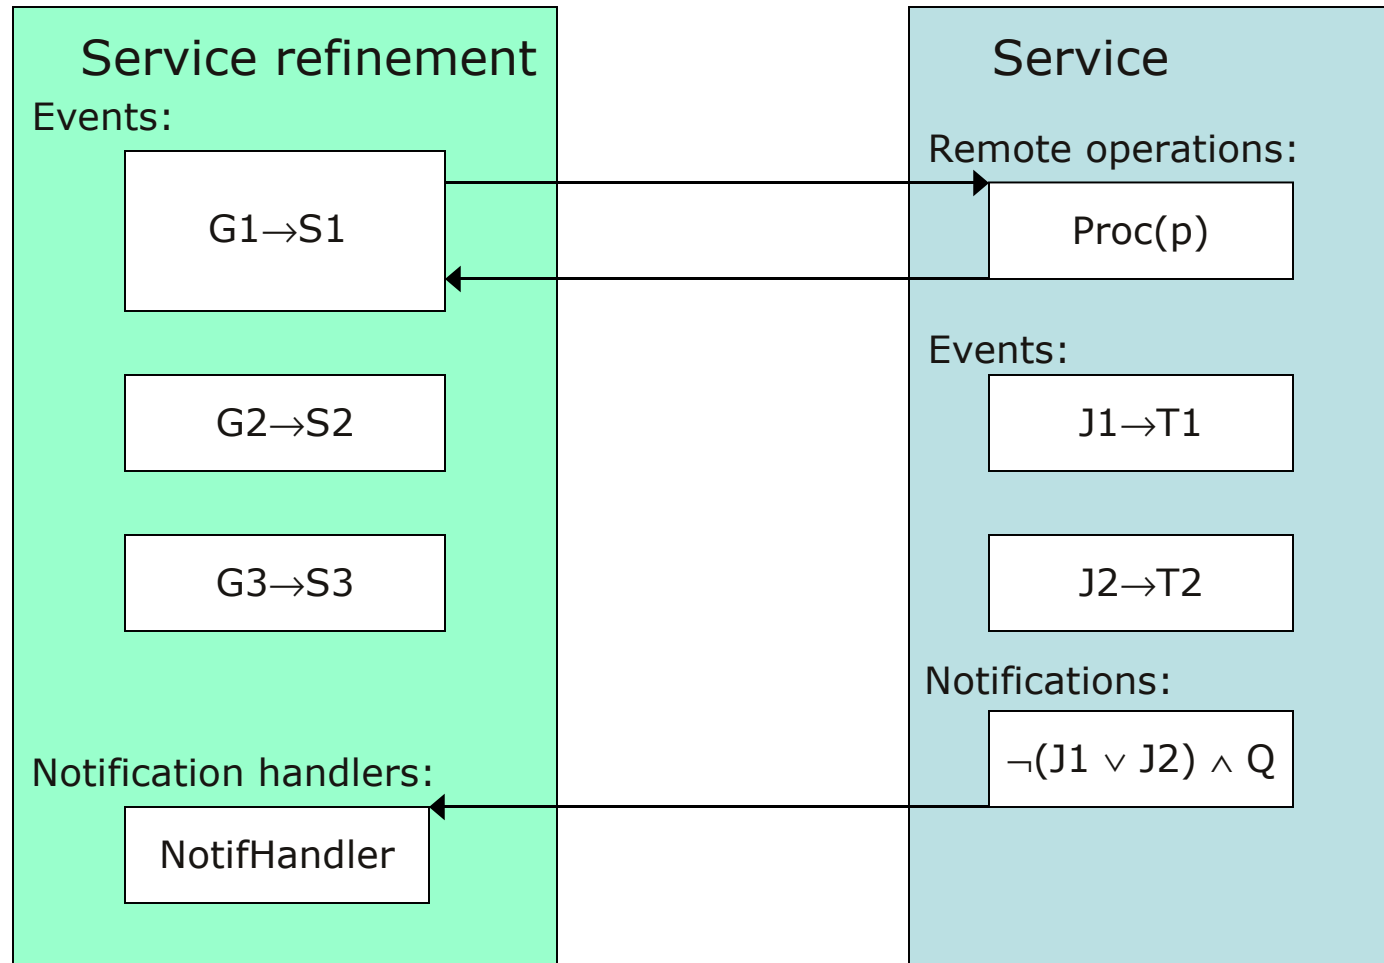 Service refinement
Events:
G1→S1
G2→S2
G3→S3
Notification handlers:
NotifHandler
Service
Remote operations:
Proc(p)
Events:
J1→T1
J2→T2
Notifications:
¬(J1 ∨ J2) ∧ Q